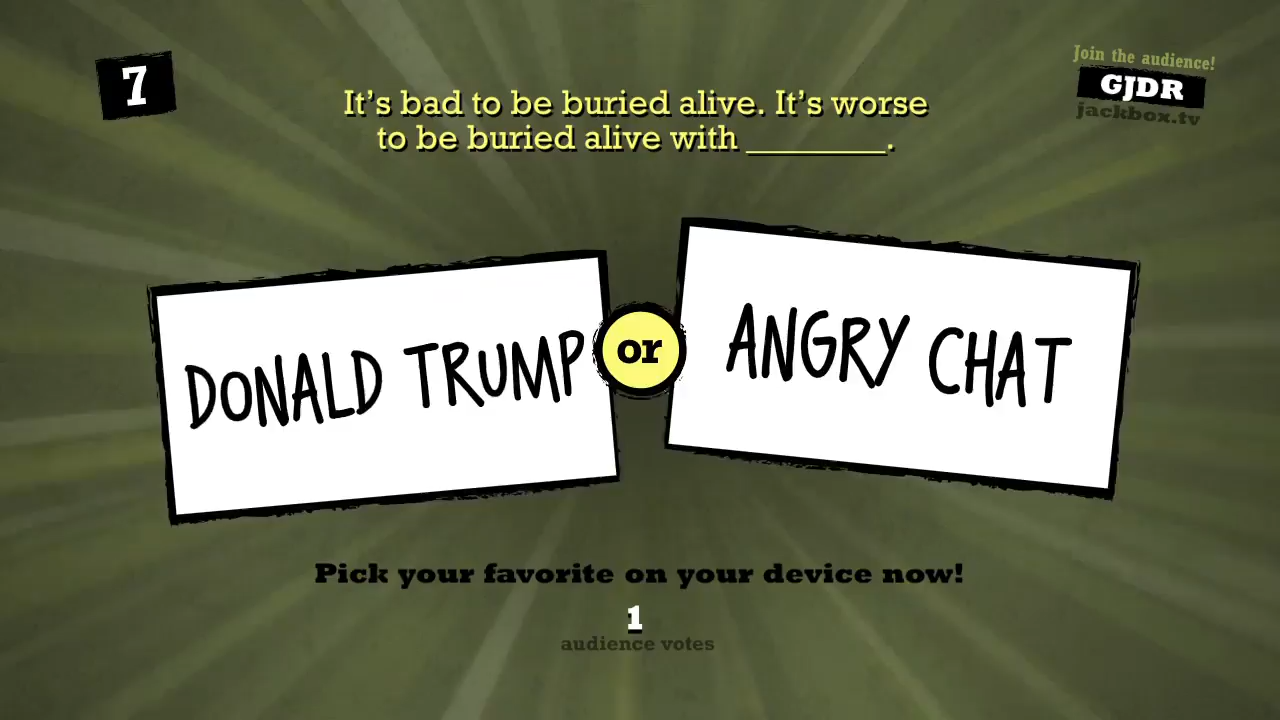 7
Join the audience!
GJDR
jackbox.tv
It's bad to be buried alive. It's worse
to be buried alive with ________.
DONALD TRUMP
or
ANGRY CHAT
Pick your favorite on your device now!
1
audience votes